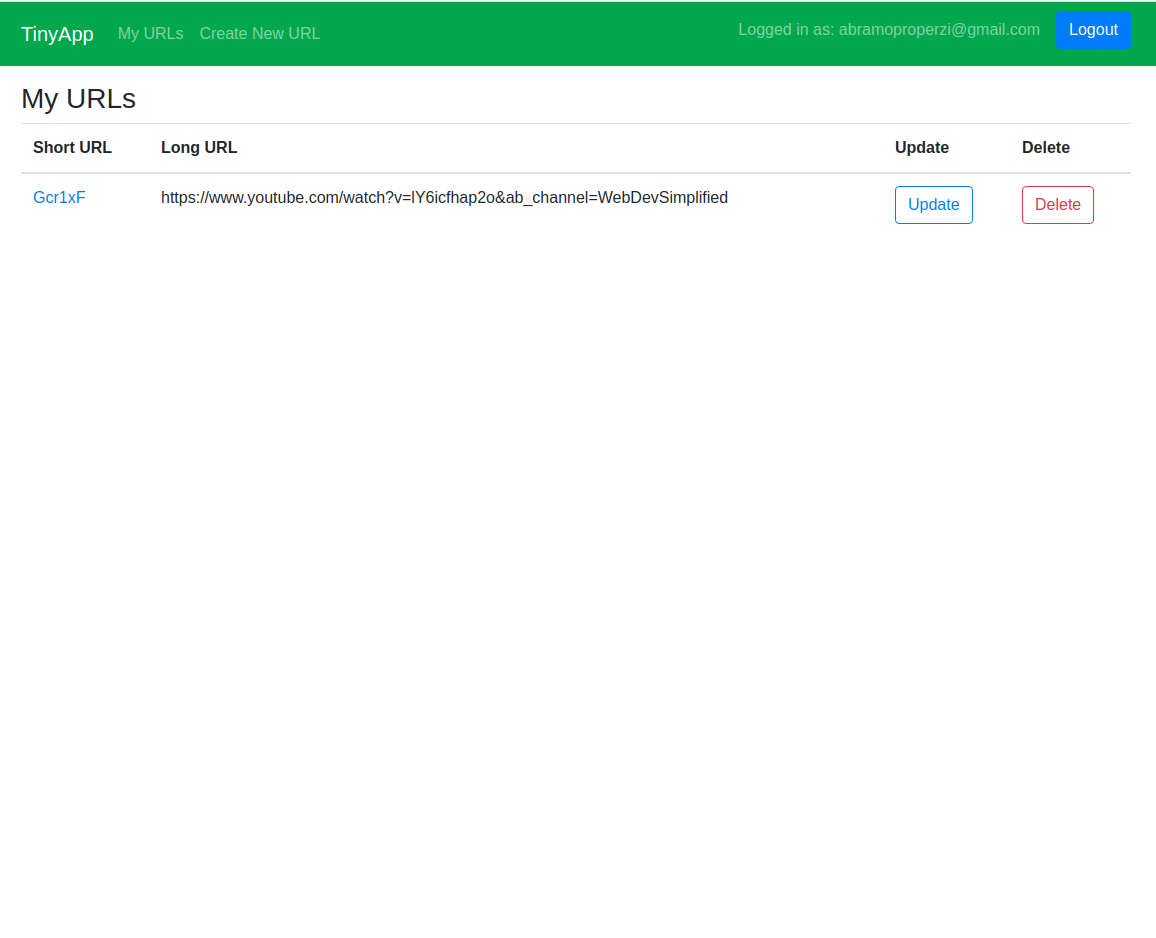 TinyApp My URLs Create New URL Logged in as: abramoproperzi@gmail.com Logout
My URLs
Short URL Long URL Update Delete
Gcr1xF https://www.youtube.com/watch?v=lY6icfhap2o&ab_channel=WebDevSimplified Update Delete